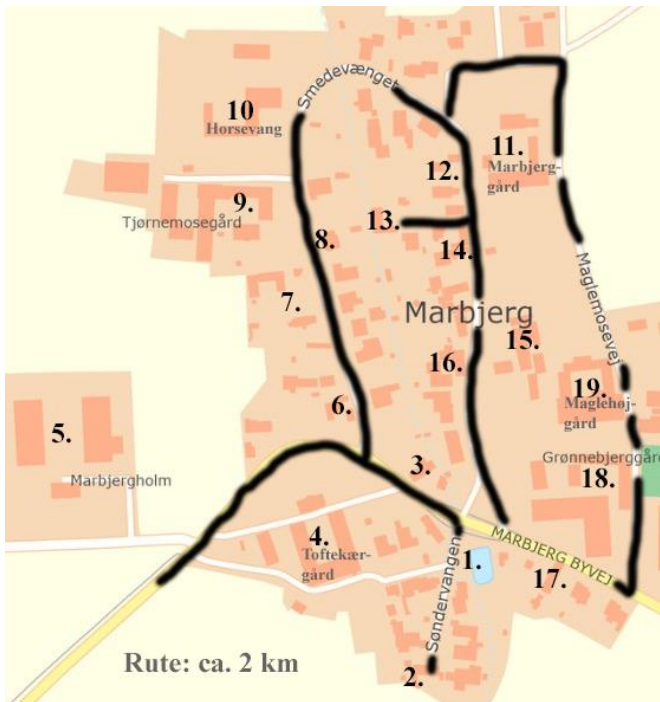 Smedevænget
10
Horsevang
11.
Marbjerg-
gård
12.
9.
Tjørnemosegård
13.
8.
14.
Maglemosevej
7.
Marbjerg
15.
16.
19.
Maglehøj-
gård
6.
5.
3.
Grønnebjerggård
18.
Marbjergholm
4.
Toftekær-
gård
MARBJERG BYVEJ
1.
17.
Søndervangen
Rute: ca. 2 km
2.